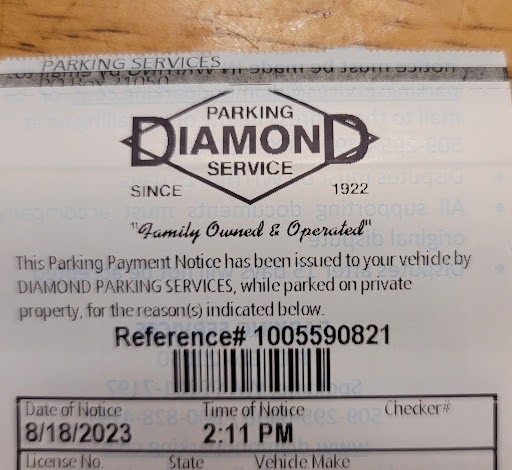 PARKING SERVICES
PARKING
DIAMOND
SERVICE
SINCE 1922
"Family Owned & Operated"
This Parking Payment Notice has been issued to your vehicle by
DIAMOND PARKING SERVICES, while parked on private
property, for the reason(s) indicated below.
Reference# 1005590821
Date of Notice Time of Notice Checker#
8/18/2023 2:11 PM
License No. State Vehicle Make